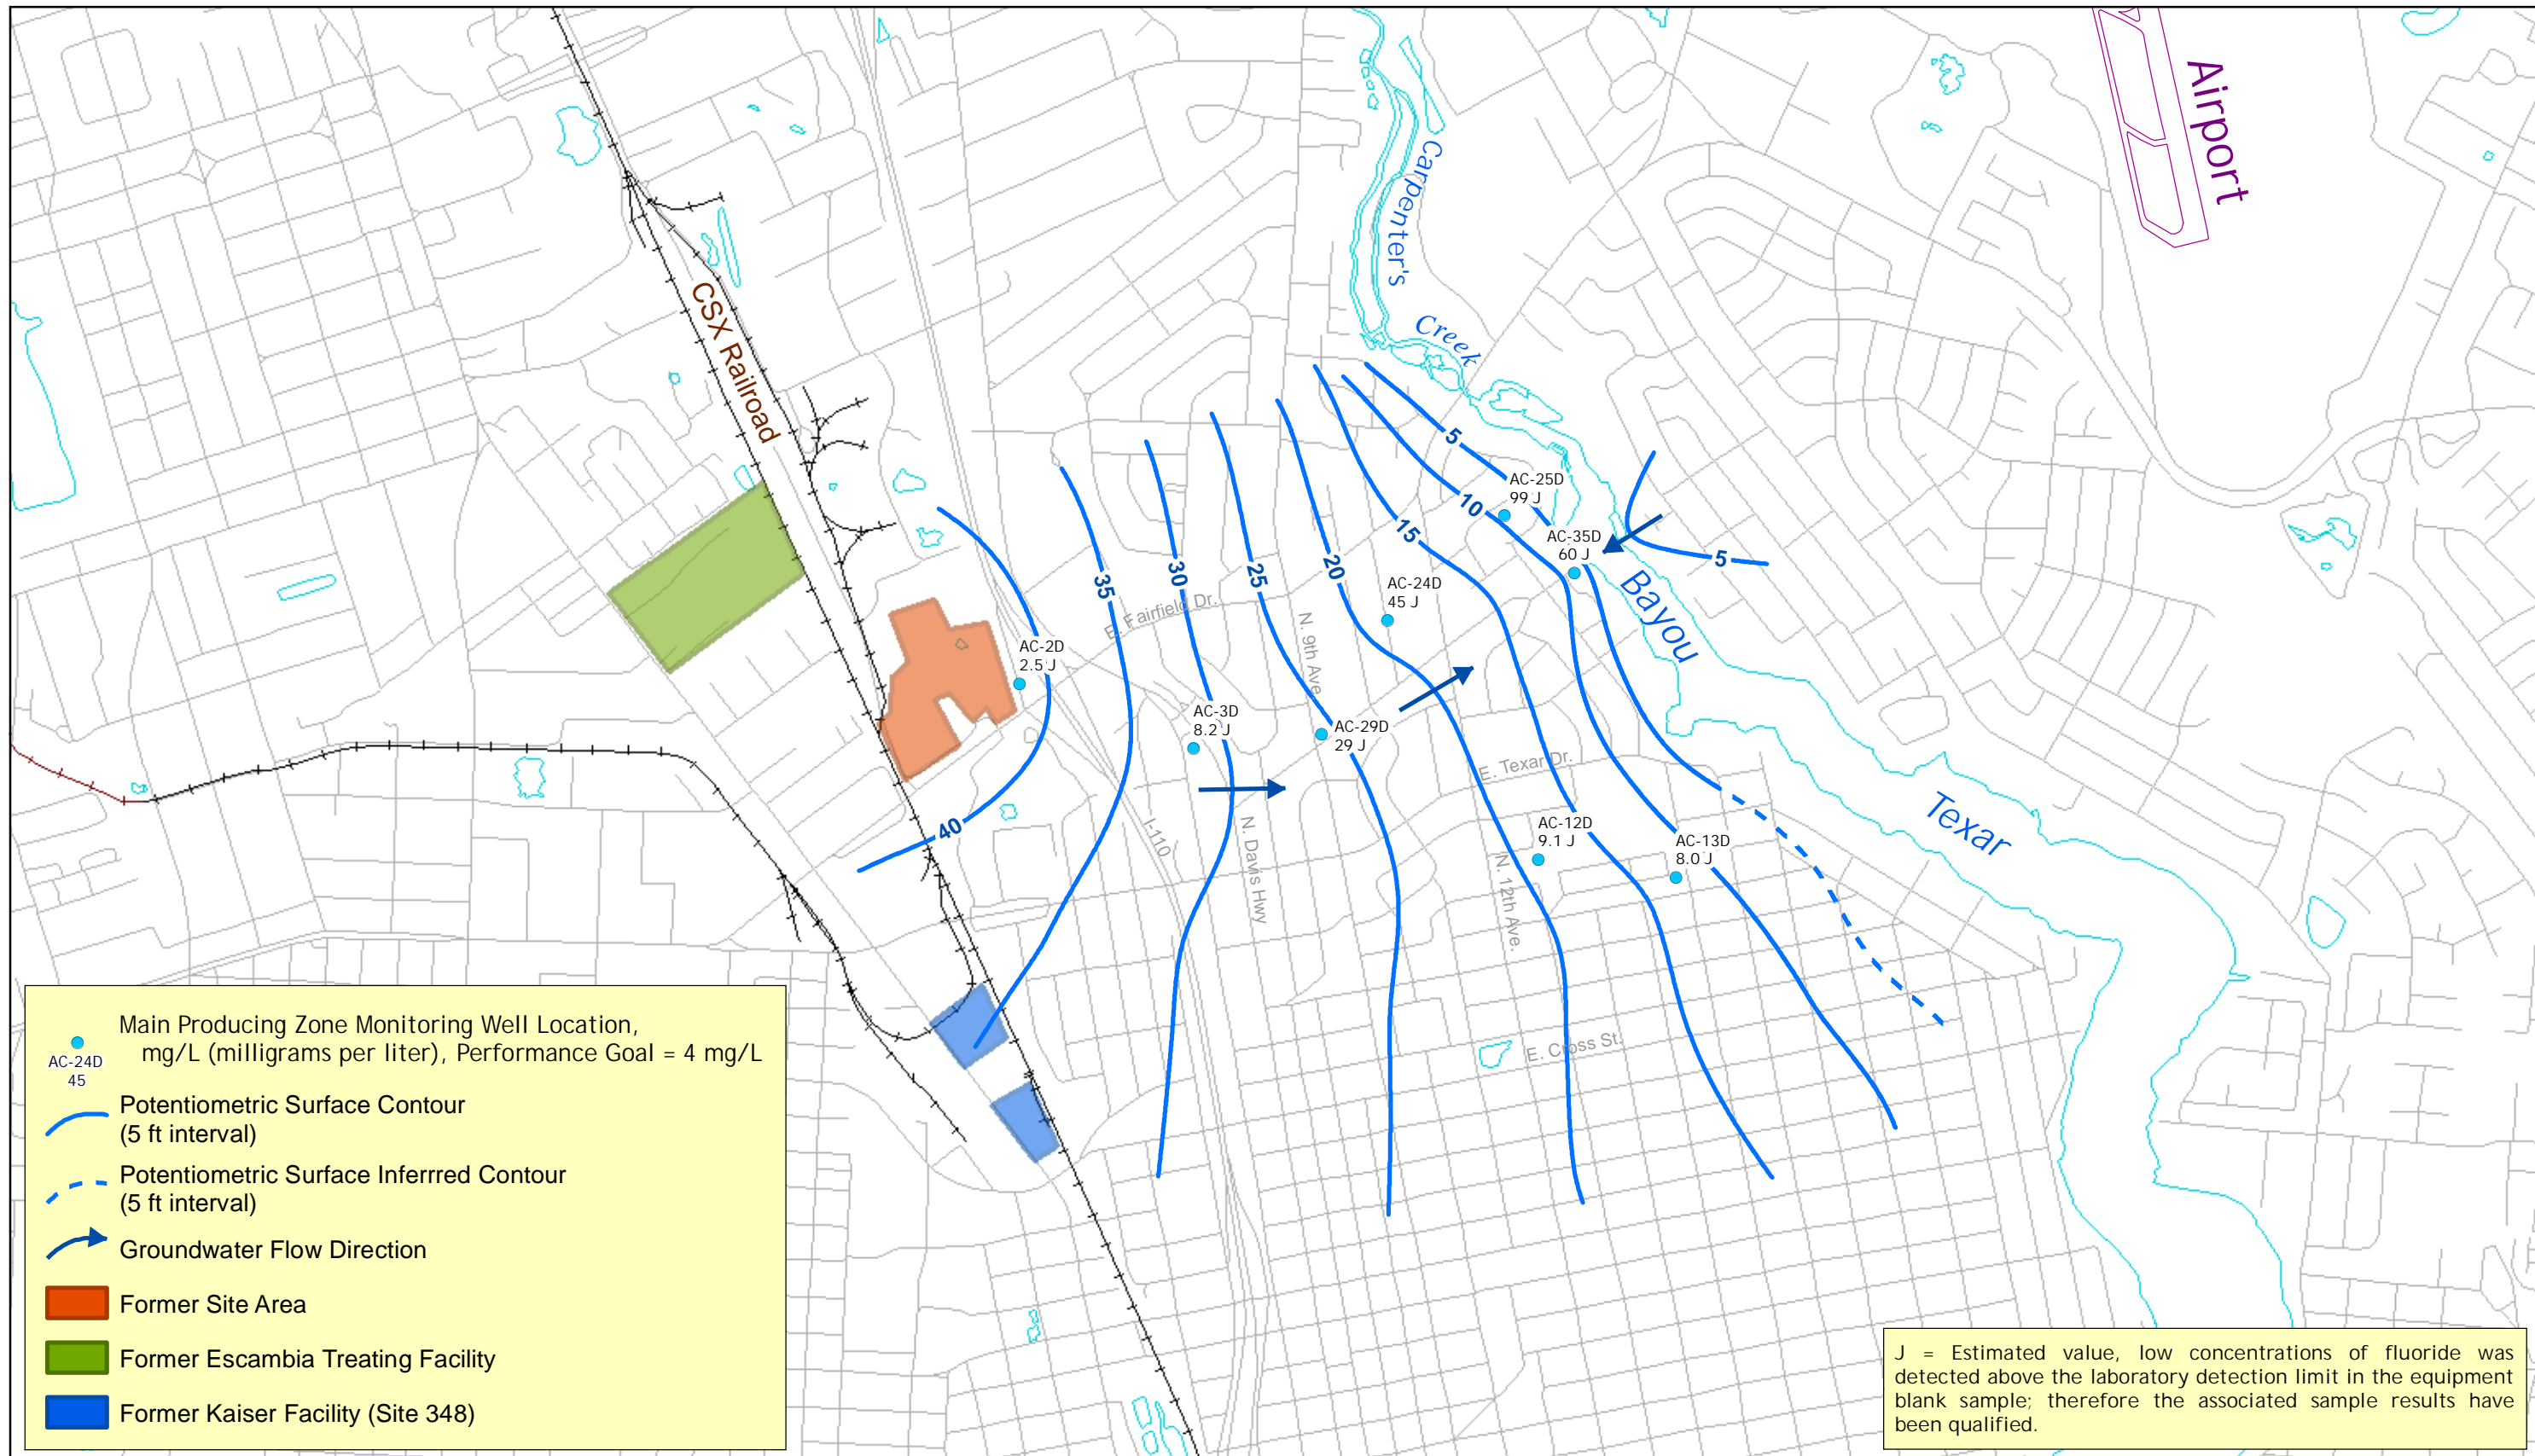 Airport
Carpenter's
Creek
CSX Railroad
5
AC-25D
99 J
10
15
AC-35D
60 J
5
20
25
30
35
AC-24D
45 J
E. Fairfield Dr.
N. 9th Ave
Bayou
AC-2D
2.5 J
AC-3D
8.2 J
AC-29D
29 J
E. Texar Dr.
Texar
40
I-110
N. Davis Hwy
AC-12D
9.1 J
AC-13D
8.0 J
N. 12th Ave.
E. Cross St.
Main Producing Zone Monitoring Well Location,
mg/L (milligrams per liter), Performance Goal = 4 mg/L
AC-24D
45
Potentiometric Surface Contour
(5 ft interval)
Potentiometric Surface Inferrred Contour
(5 ft interval)
Groundwater Flow Direction
Former Site Area
Former Escambia Treating Facility
Former Kaiser Facility (Site 348)
J = Estimated value, low concentrations of fluoride was
detected above the laboratory detection limit in the equipment
blank sample; therefore the associated sample results have
been qualified.